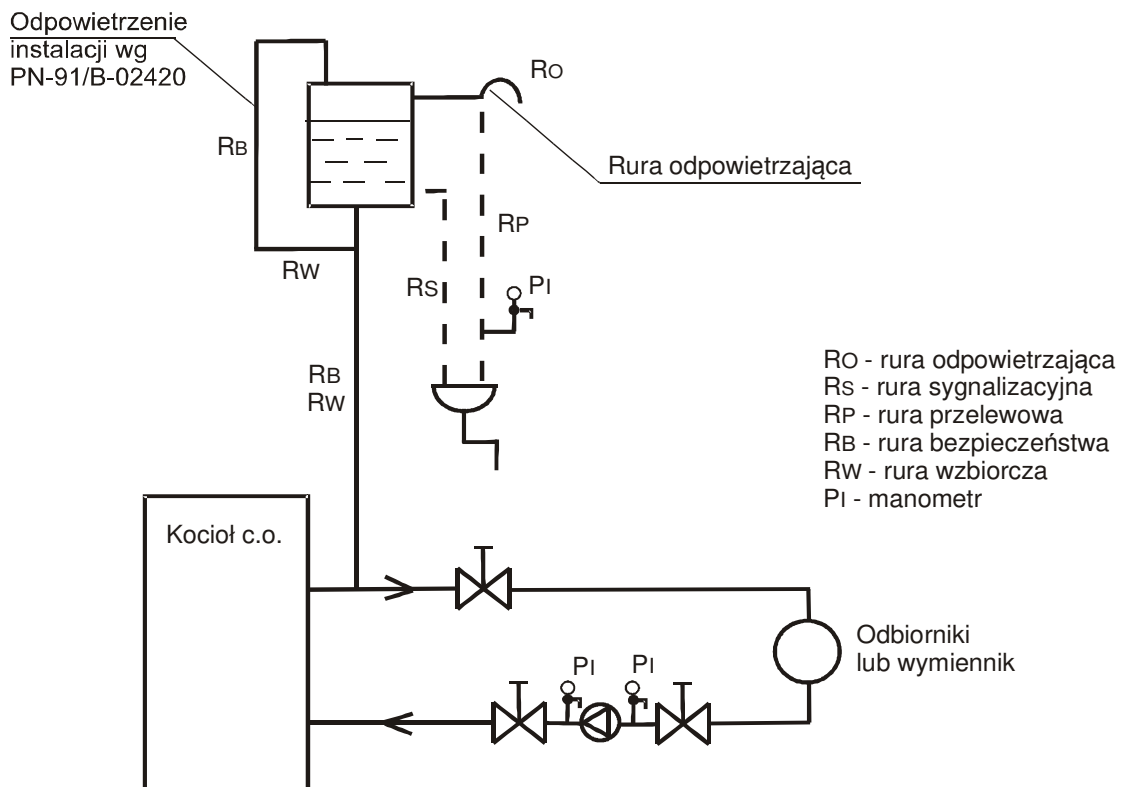 Odpowietrzenie
instalacji wg
PN-91/B-02420
RO
RB
Rura odpowietrzająca
RP
RW
RS
PI
RB
RW
RO - rura odpowietrzająca
RS - rura sygnalizacyjna
RP - rura przelewowa
RB - rura bezpieczeństwa
RW - rura wzbiorcza
PI - manometr
Kocioł c.o.
Odbiorniki
lub wymiennik
PI
PI